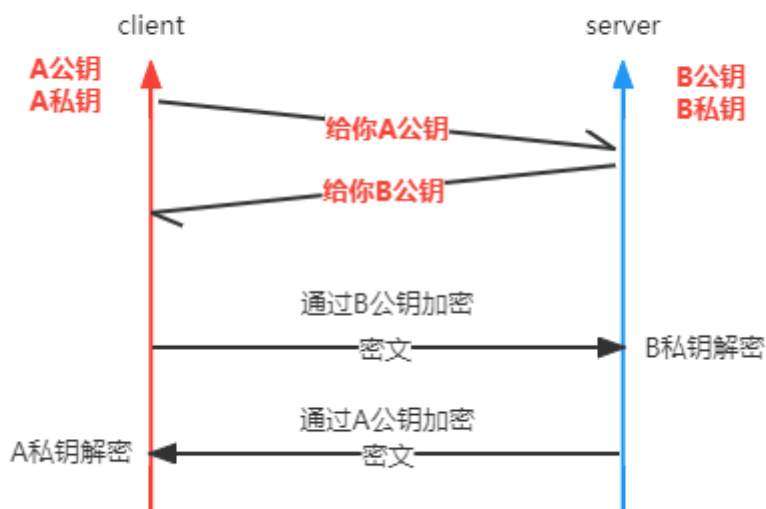 client
server
A公钥
A私钥
B公钥
B私钥
给你A公钥
给你B公钥
通过B公钥加密
密文
B私钥解密
通过A公钥加密
A私钥解密
密文